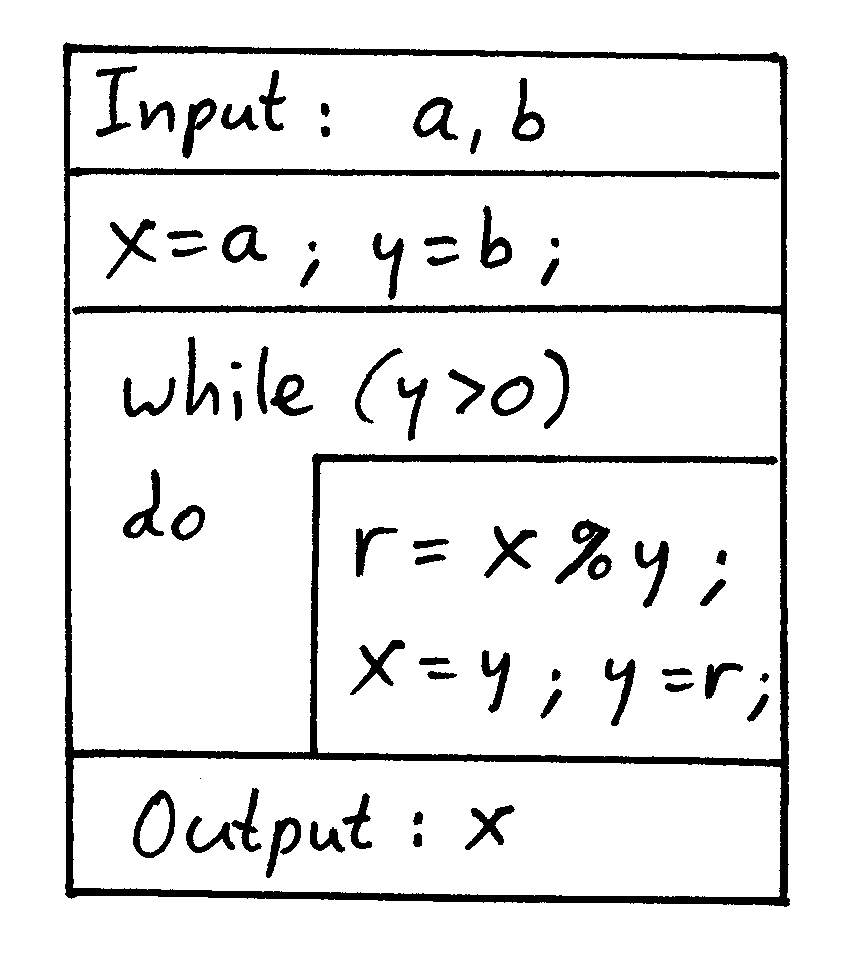 Input: a, b
x=a; y=b;
while (y>0)
do
r = x % y;
x = y; y=r;
Output: x